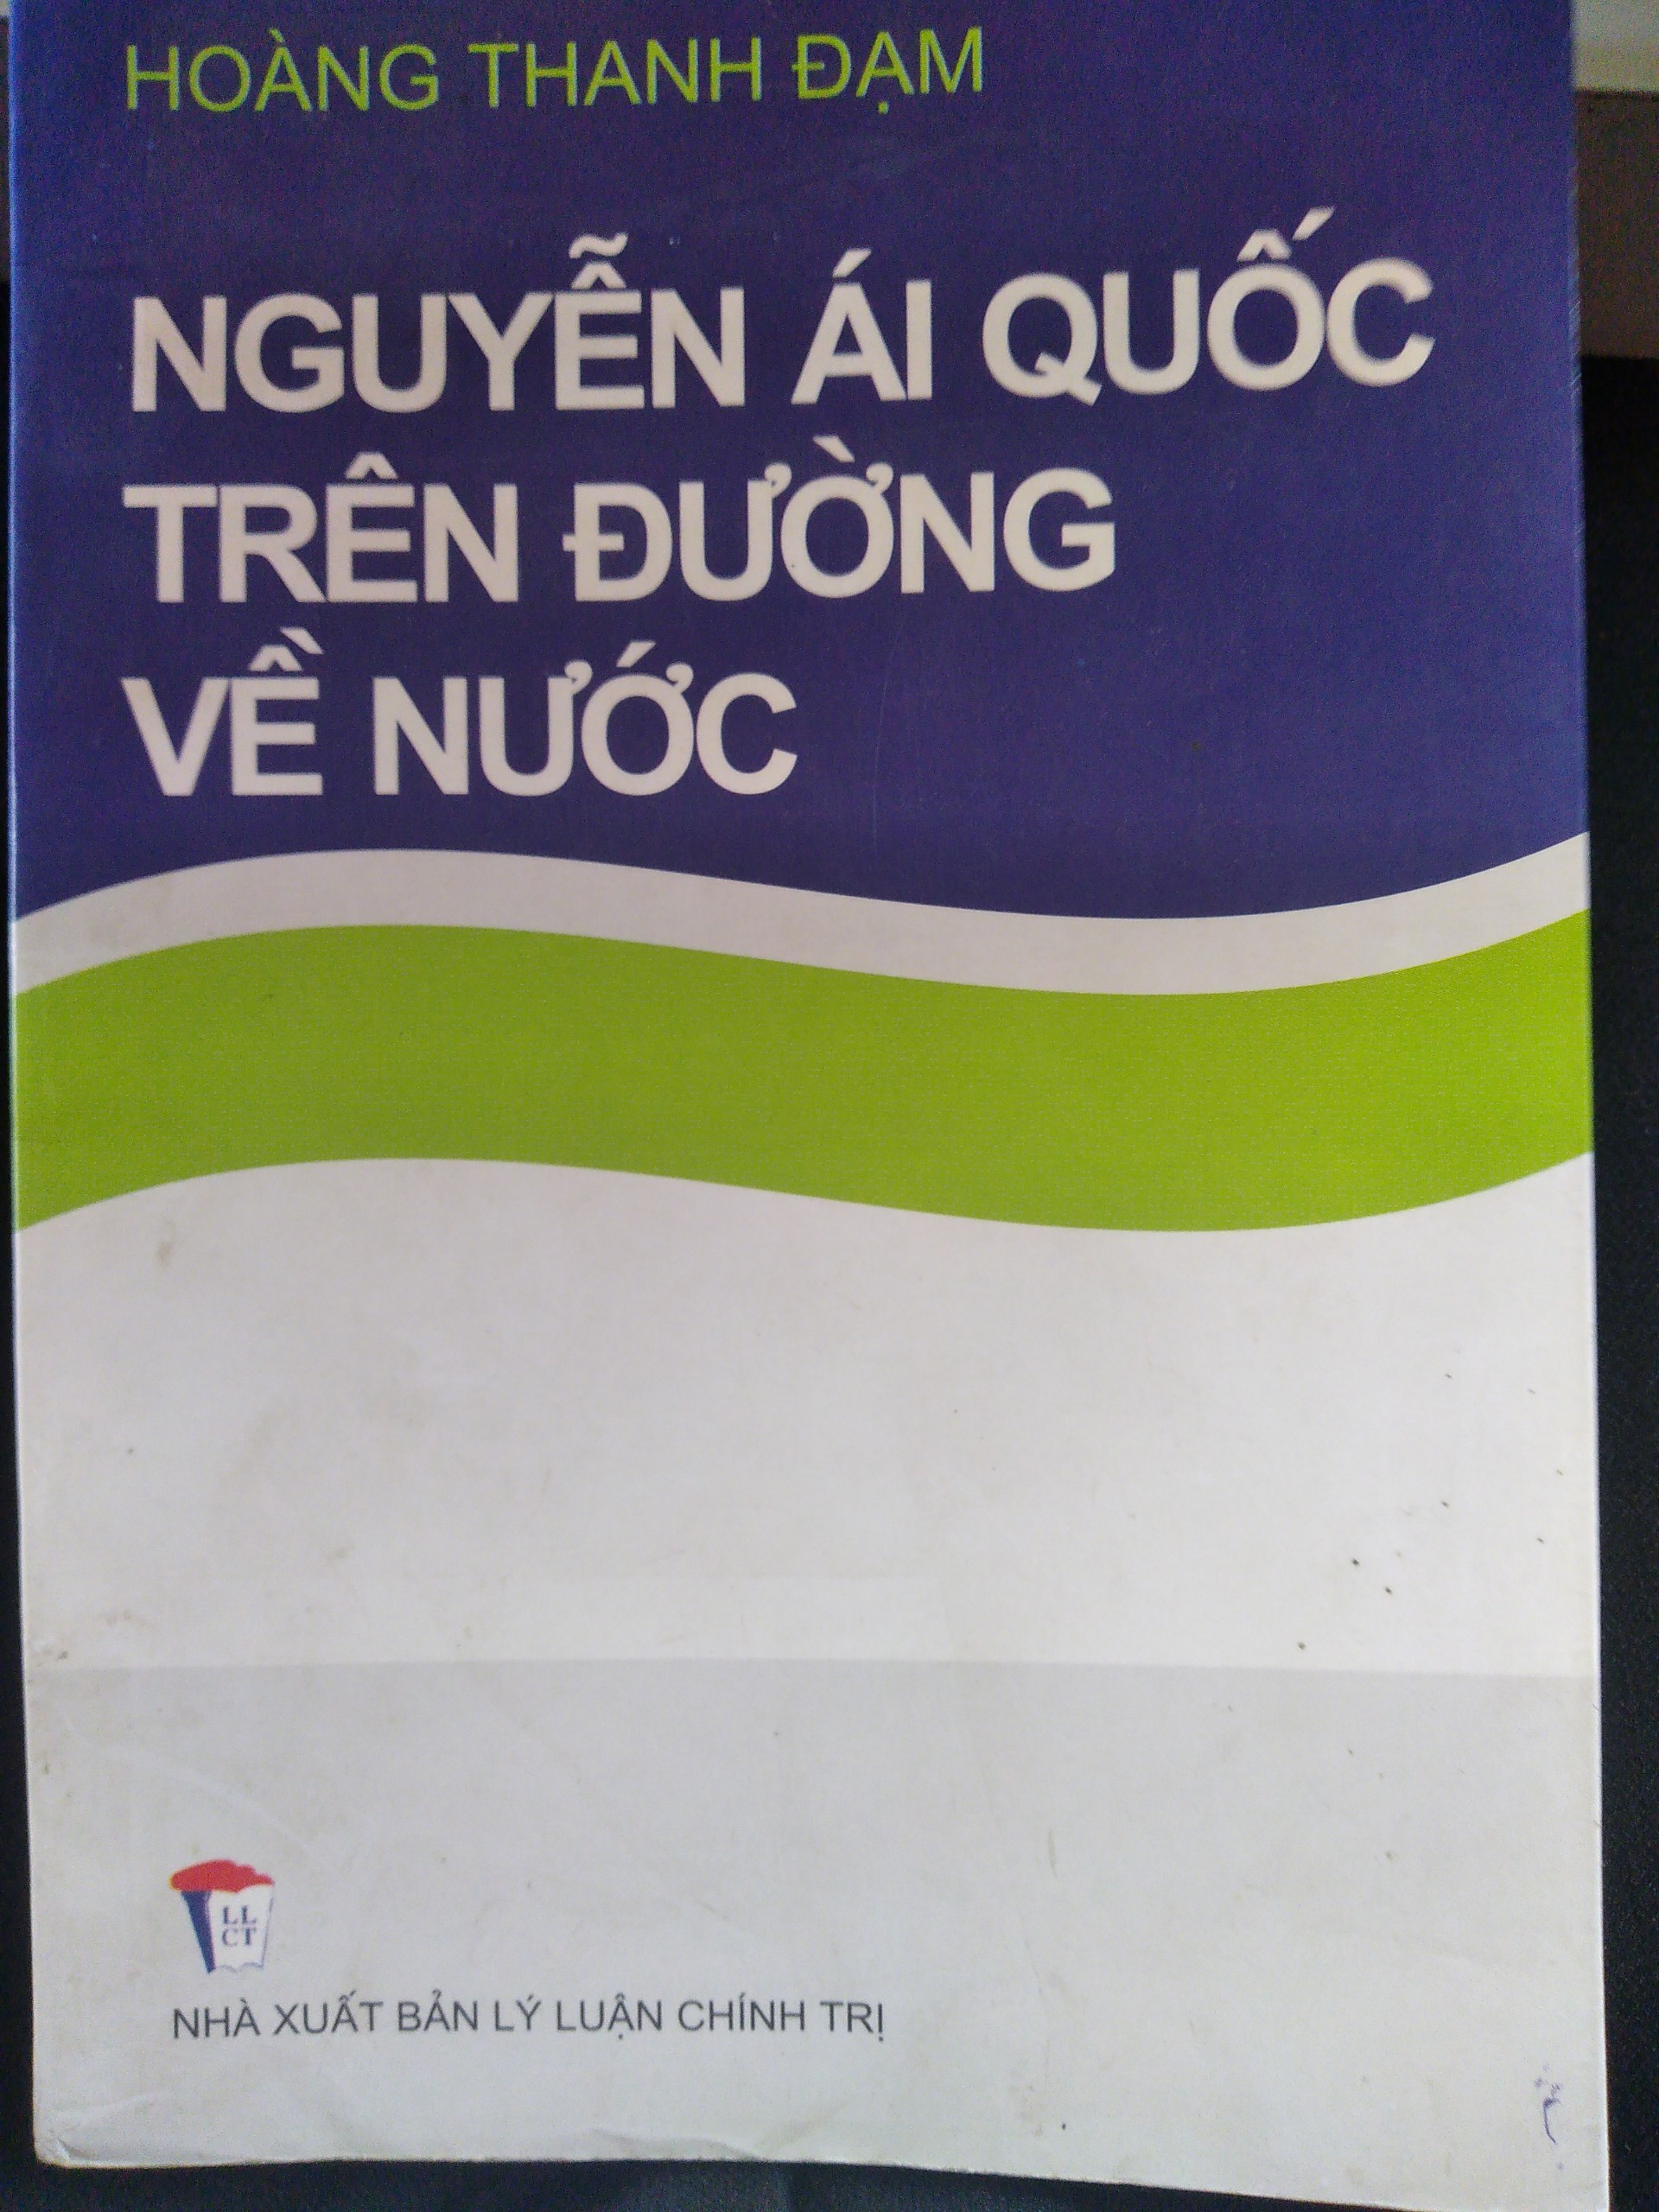 HOÀNG THANH ĐẠM
NGUYỄN ÁI QUỐC
TRÊN ĐƯỜNG
VỀ NƯỚC
LL
CT
NHÀ XUẤT BẢN LÝ LUẬN CHÍNH TRỊ